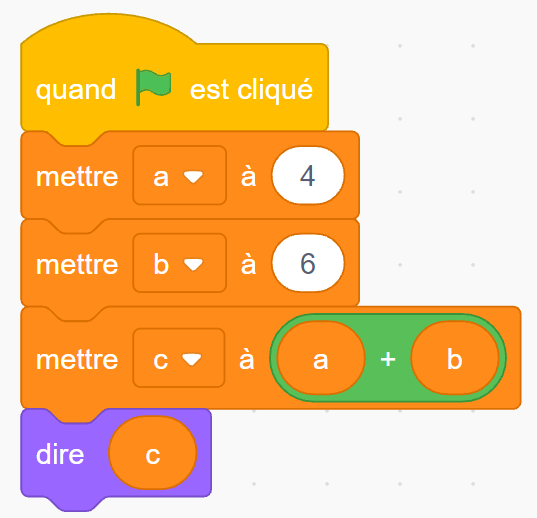 quand est cliqué
mettre a à 4
mettre b à 6
mettre c à a + b
dire c